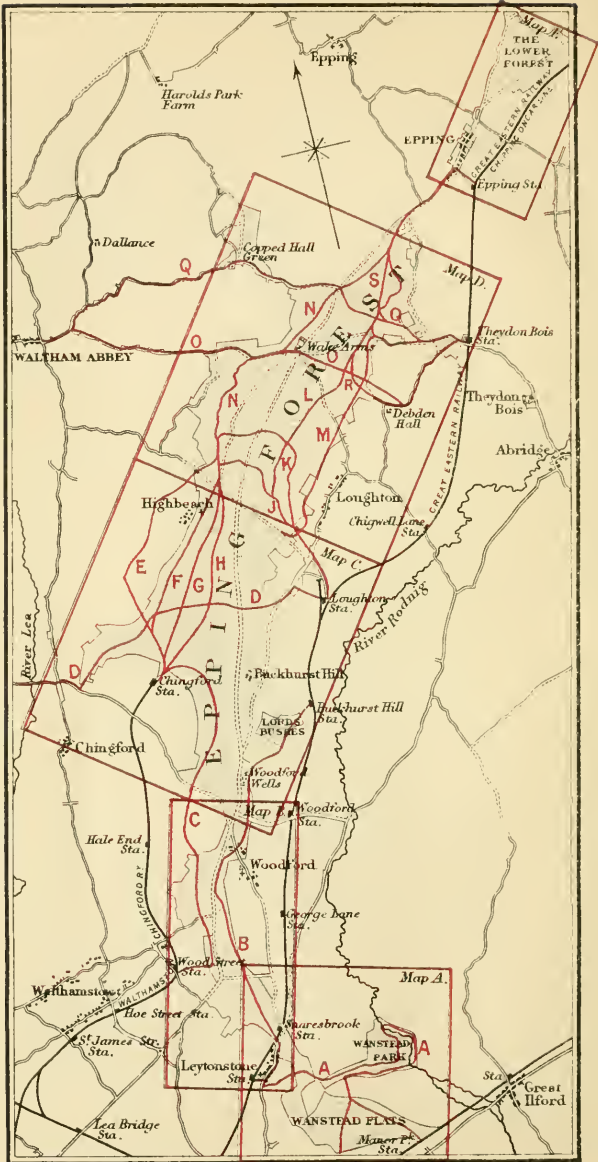 Map E.
THE
LOWER
FOREST
Epping
Harolds Park
Farm
EPPING
GREAT EASTERN RAILWAY
Epping Sta.
Dallance
Copped Hall
Green
Map D.
Q
S
N
Q
WALTHAM ABBEY
O
Wake Arms
O
Theydon Bois
Sta.
R
L
N
Debden
Hall
Theydon
Bois
M
K
Abridge
Loughton
GREAT EASTERN RAILWAY
Highbeach
J
Chigwell Lane
Sta.
Map C.
E
F
G
H
D
Loughton
Sta.
River Lea
River Rodnig
EPPING FOREST
D
Chingford
Sta.
Buckhurst Hill
Buckhurst Hill
Sta.
LORDS
BUSHES
Chingford
Woodford
Wells
C
Map B.
Woodford
Sta.
Hale End
Sta.
Woodford
CHINGFORD RY
George Lane
Sta.
B
Wood Street
Sta.
Map A.
Walthamstow
WALTHAMST
Hoe Street Sta.
St. James Str.
Sta.
Snaresbrook
Sta.
WANSTEAD
PARK
A
Leytonstone
Sta.
A
Sta.
Great
Ilford
WANSTEAD FLATS
Lea Bridge
Sta.
Manor Pk.
Sta.